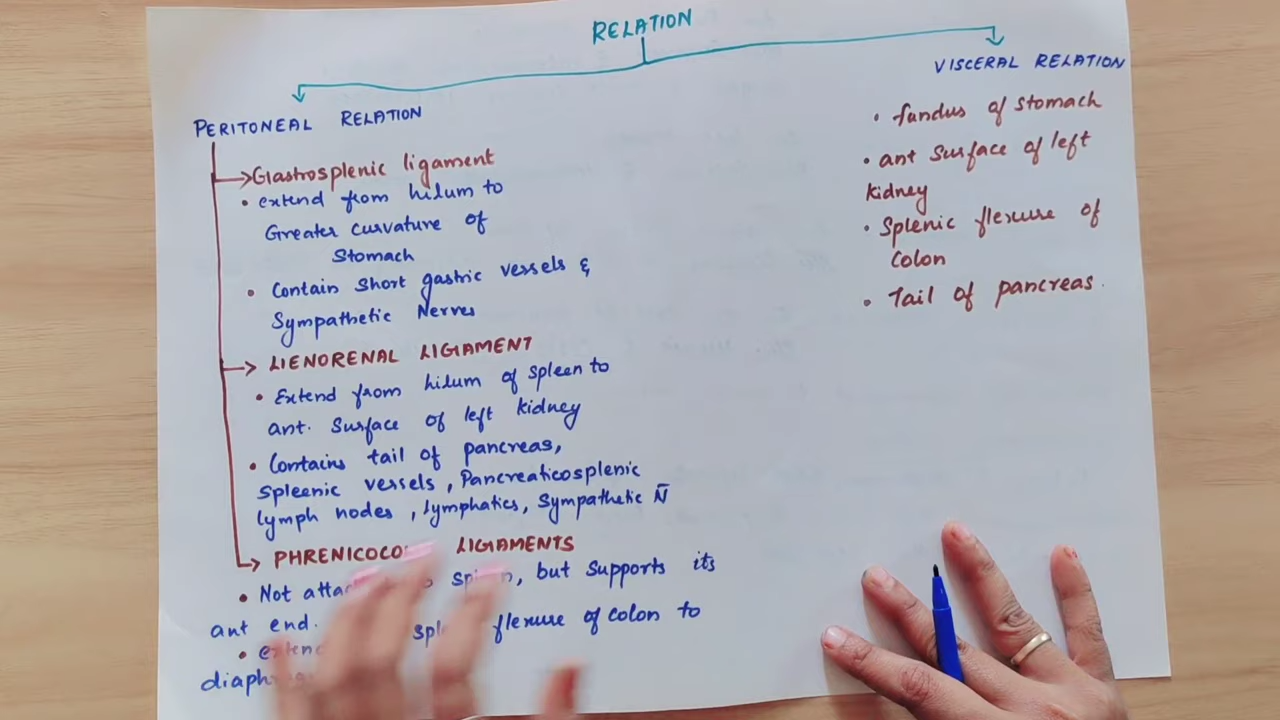 RELATION
PERITONEAL RELATION
Glastrosplenic ligament
• extend from hilum to
Greater curvature of
Stomach
• Contain Short gastric vessels &
Sympathetic Nerves
LIENORENAL LIGIAMENT
• Extend from hilum of spleen to
ant. Surface of left kidney
• Contains tail of pancreas,
Spleenic vessels, Pancreaticosplenic
lymph nodes, lymphatics, Sympathetic N̄
LIGIAMENTS
• Not but Supports its
ant end. flexure of colon to
•
VISCERAL RELATION
• fundus of Stomach
• ant Surface of left
kidney
• Splenic flexure of
Colon
• Tail of pancreas.